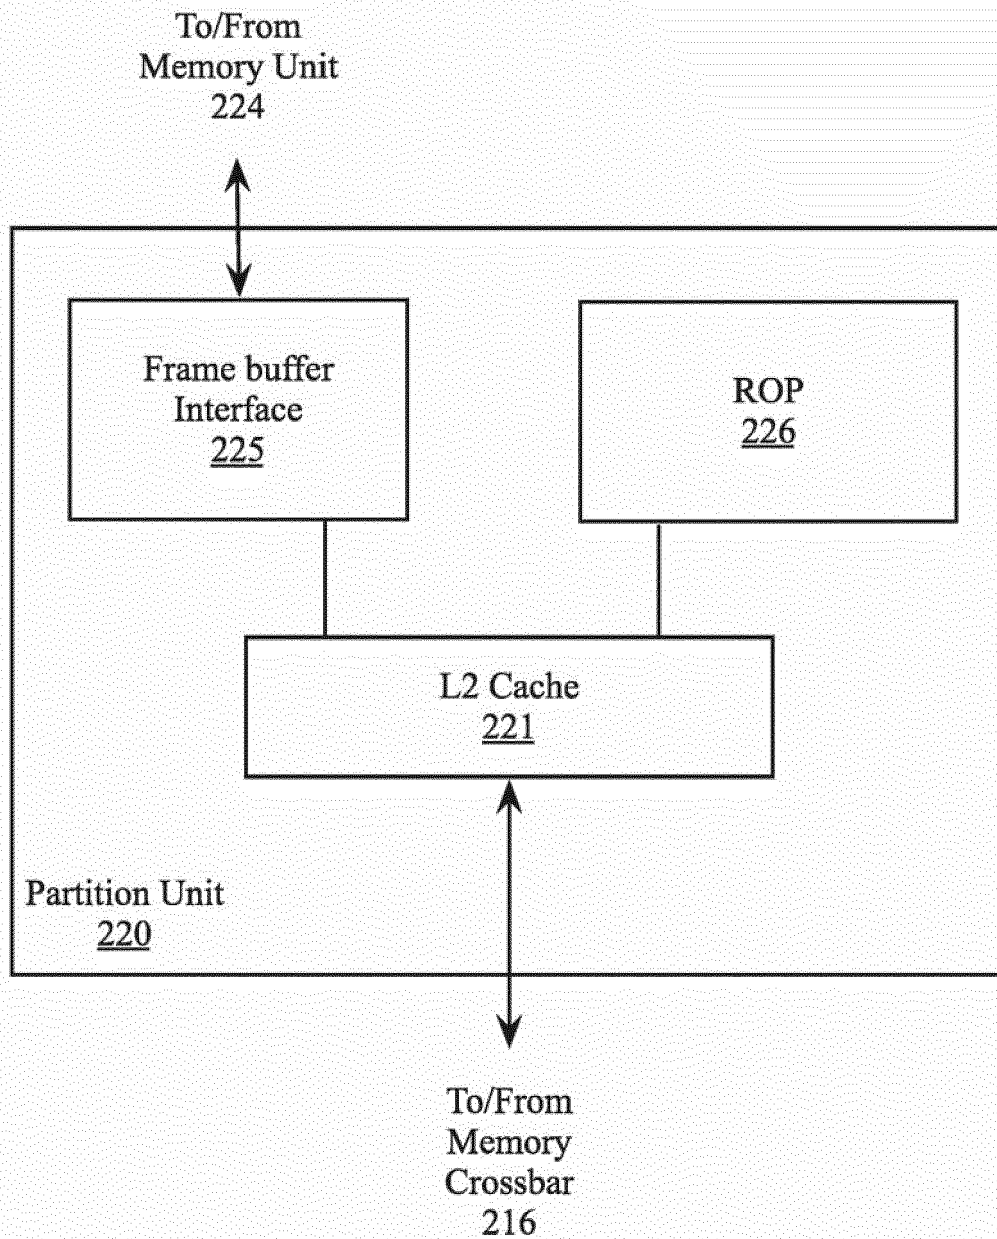 To/From
Memory Unit
224
Frame buffer
Interface
225
ROP
226
L2 Cache
221
Partition Unit
220
To/From
Memory
Crossbar
216